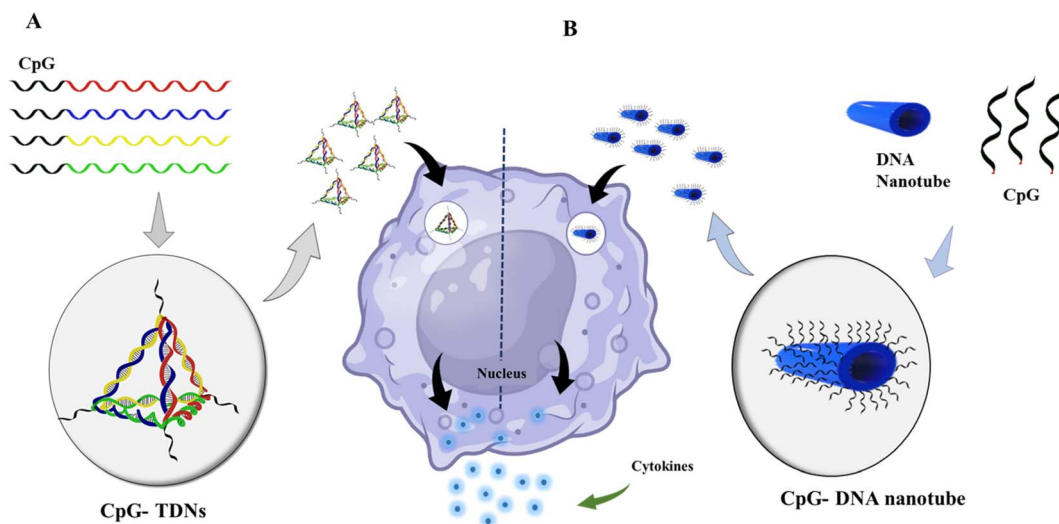 A
B
CpG
DNA
Nanotube
CpG
Nucleus
Cytokines
CpG- TDNs
CpG- DNA nanotube